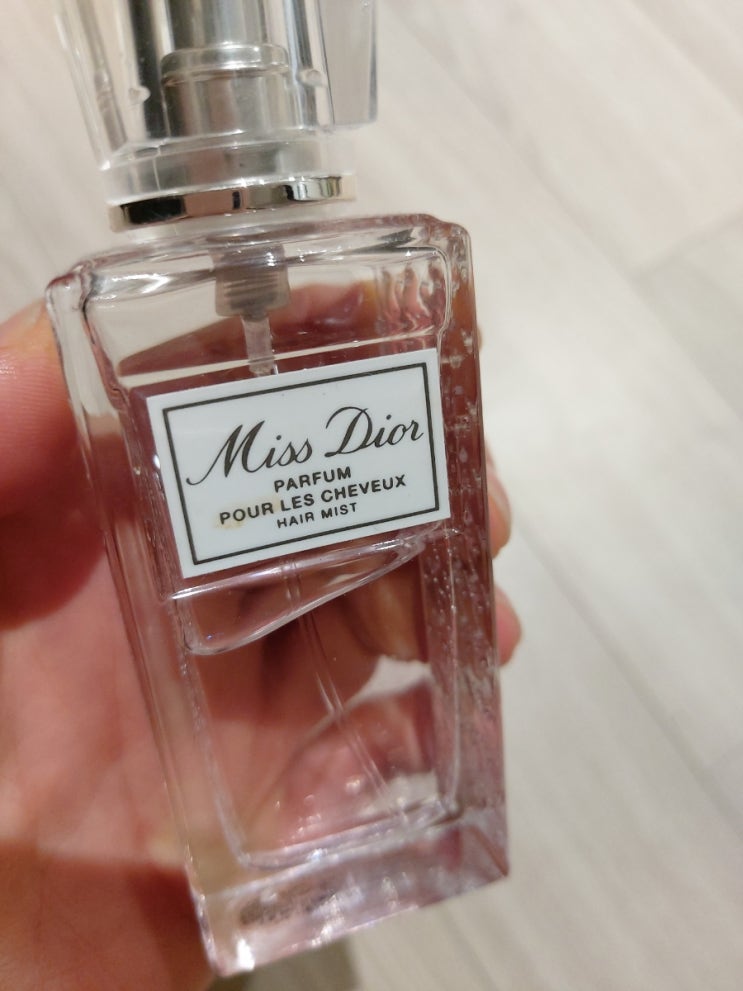 Miss Dior
PARFUM
POUR LES CHEVEUX
HAIR MIST